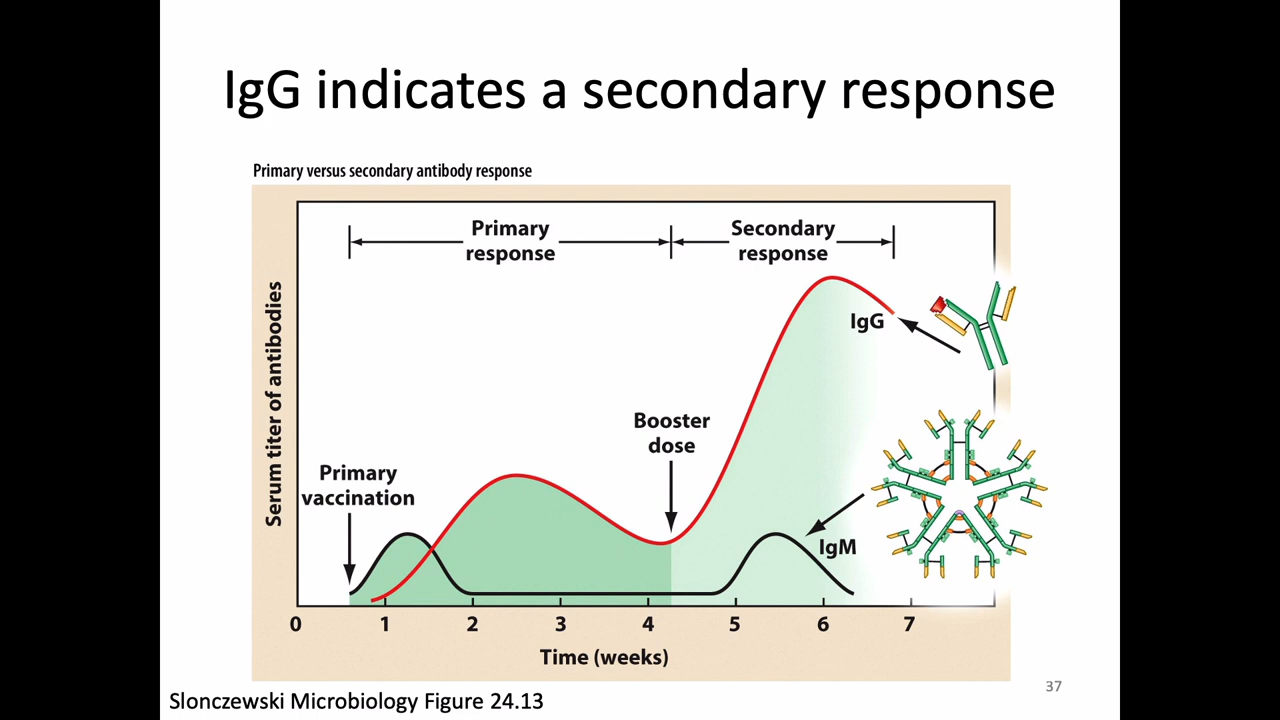 IgG indicates a secondary response
Primary versus secondary antibody response
Primary
response
Secondary
response
Serum titer of antibodies
IgG
Booster
dose
Primary
vaccination
IgM
0 1 2 3 4 5 6 7
Time (weeks)
37
Slonczewski Microbiology Figure 24.13